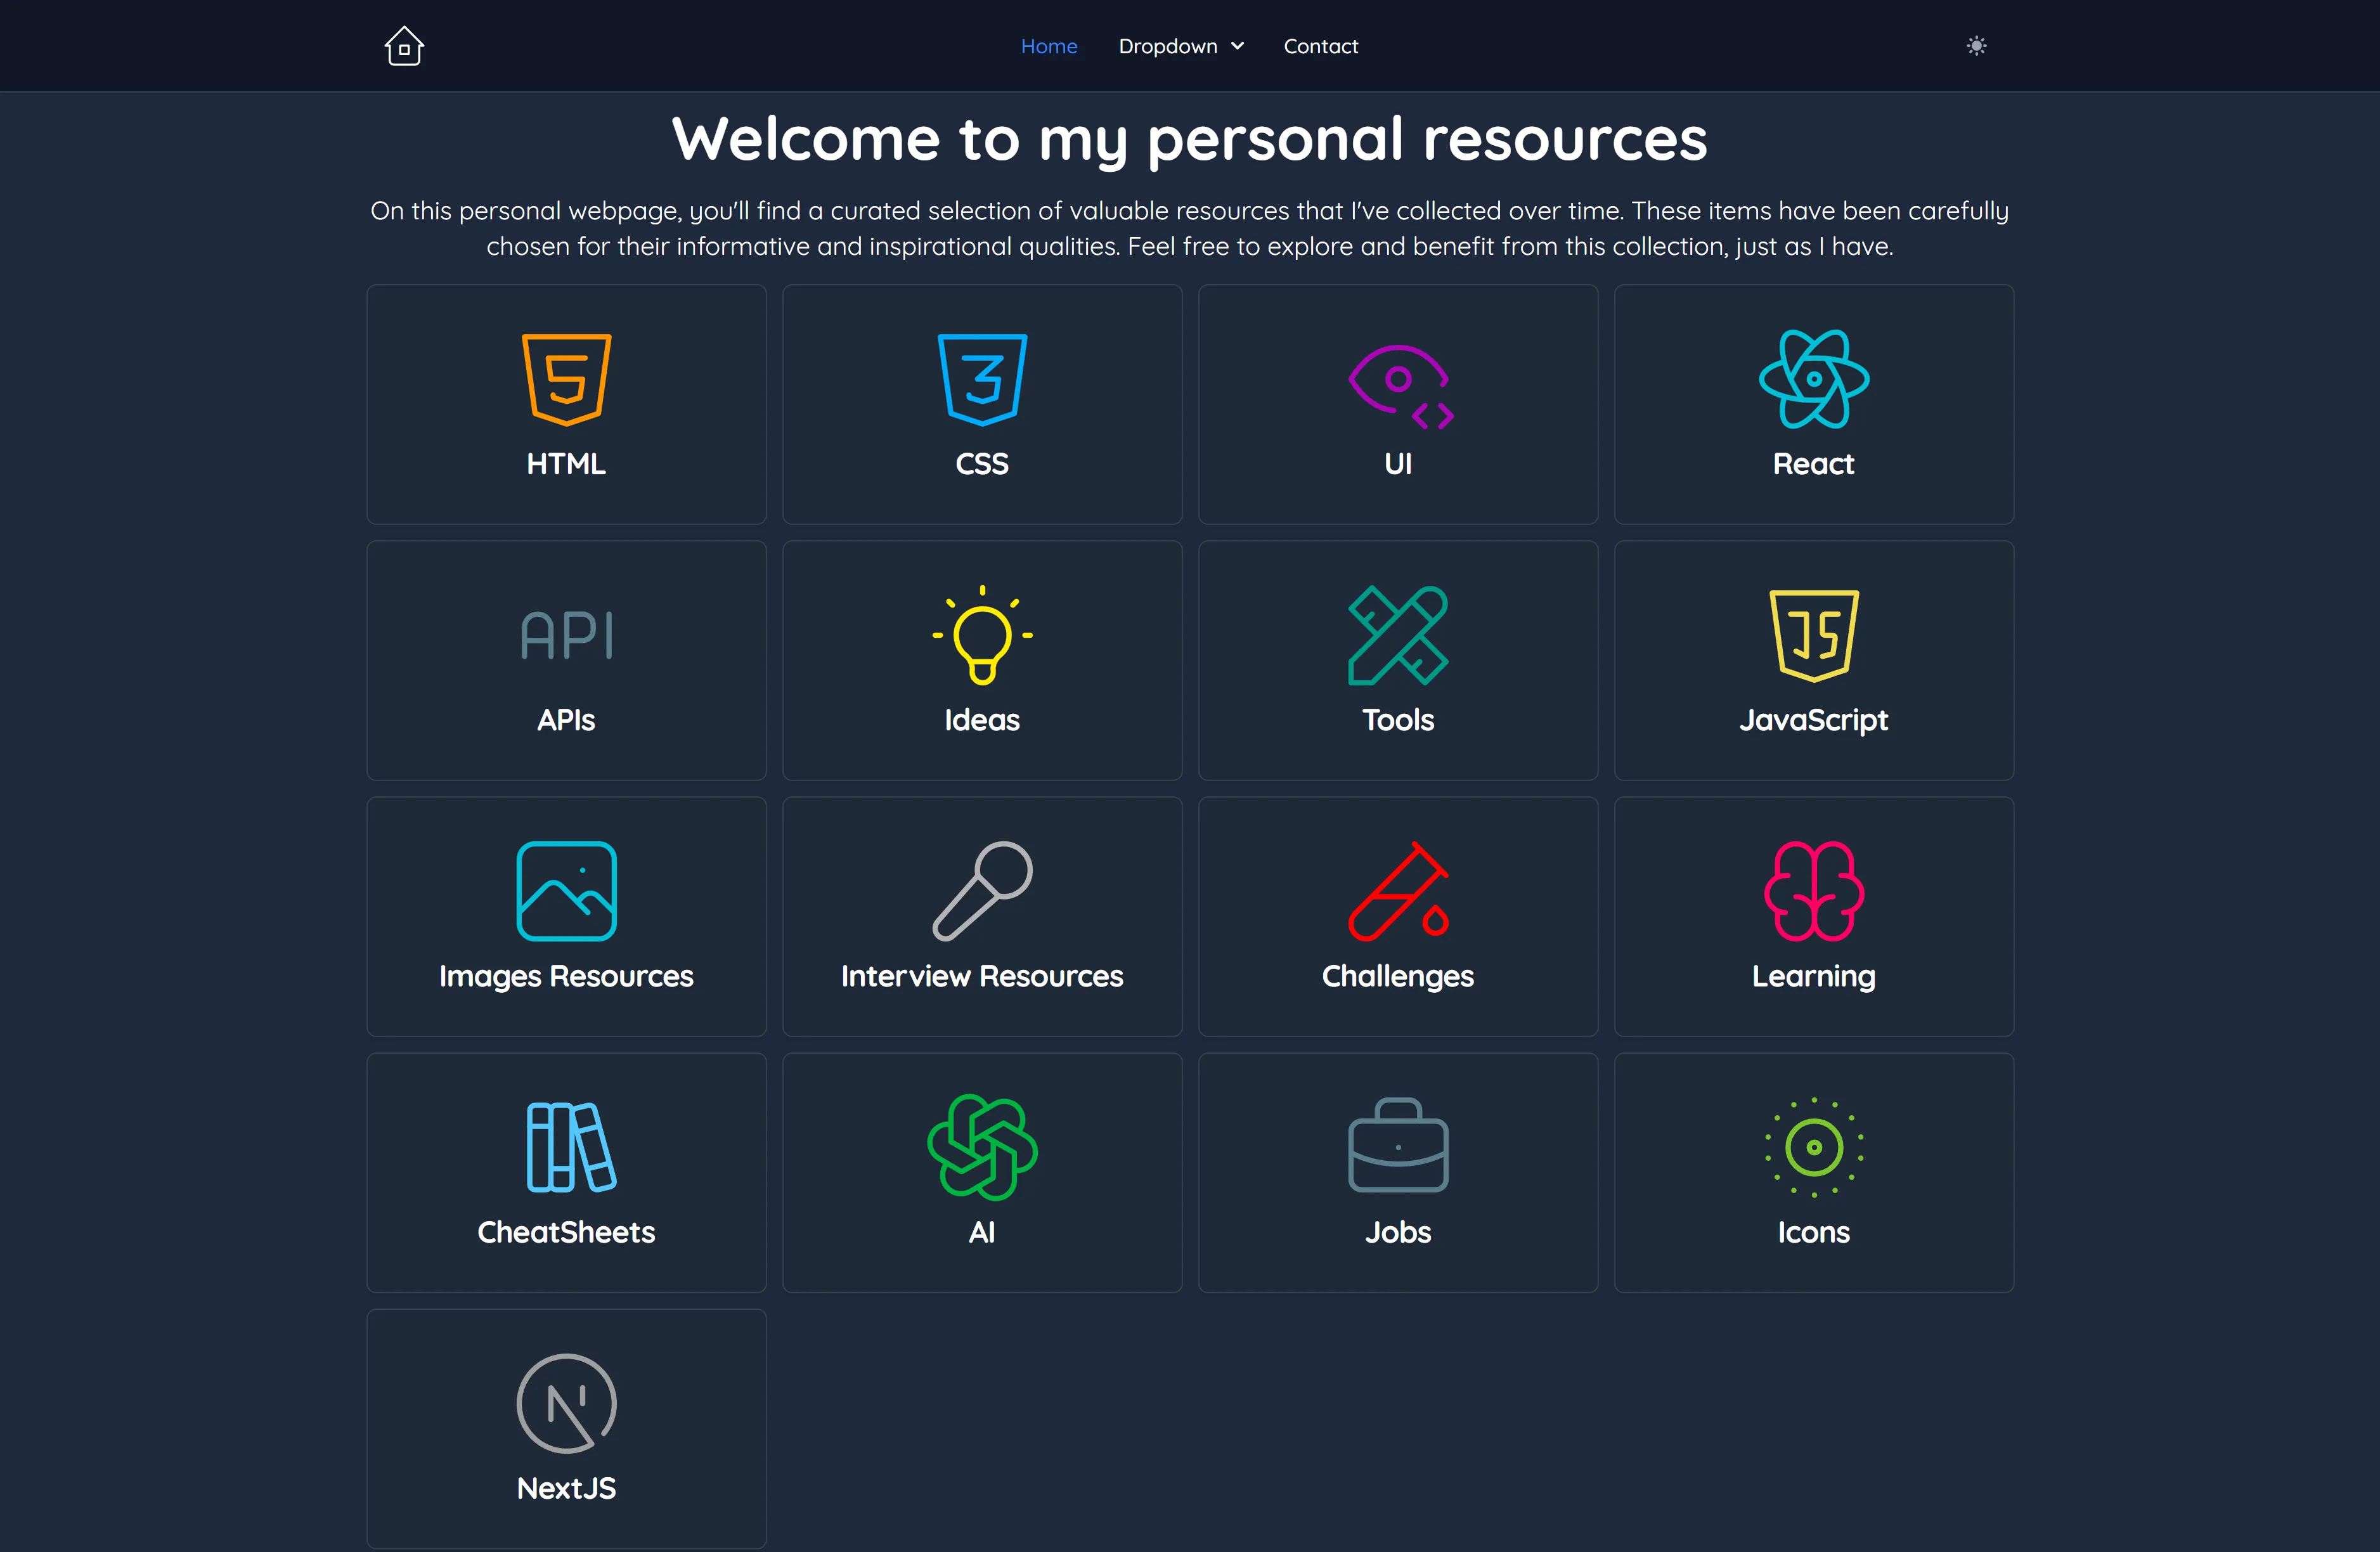 Home Dropdown Contact
Welcome to my personal resources
On this personal webpage, you'll find a curated selection of valuable resources that I've collected over time. These items have been carefully
chosen for their informative and inspirational qualities. Feel free to explore and benefit from this collection, just as I have.
5 3
HTML CSS UI React
API JS
APIs Ideas Tools JavaScript
Images Resources Interview Resources Challenges Learning
CheatSheets AI Jobs Icons
N
NextJS